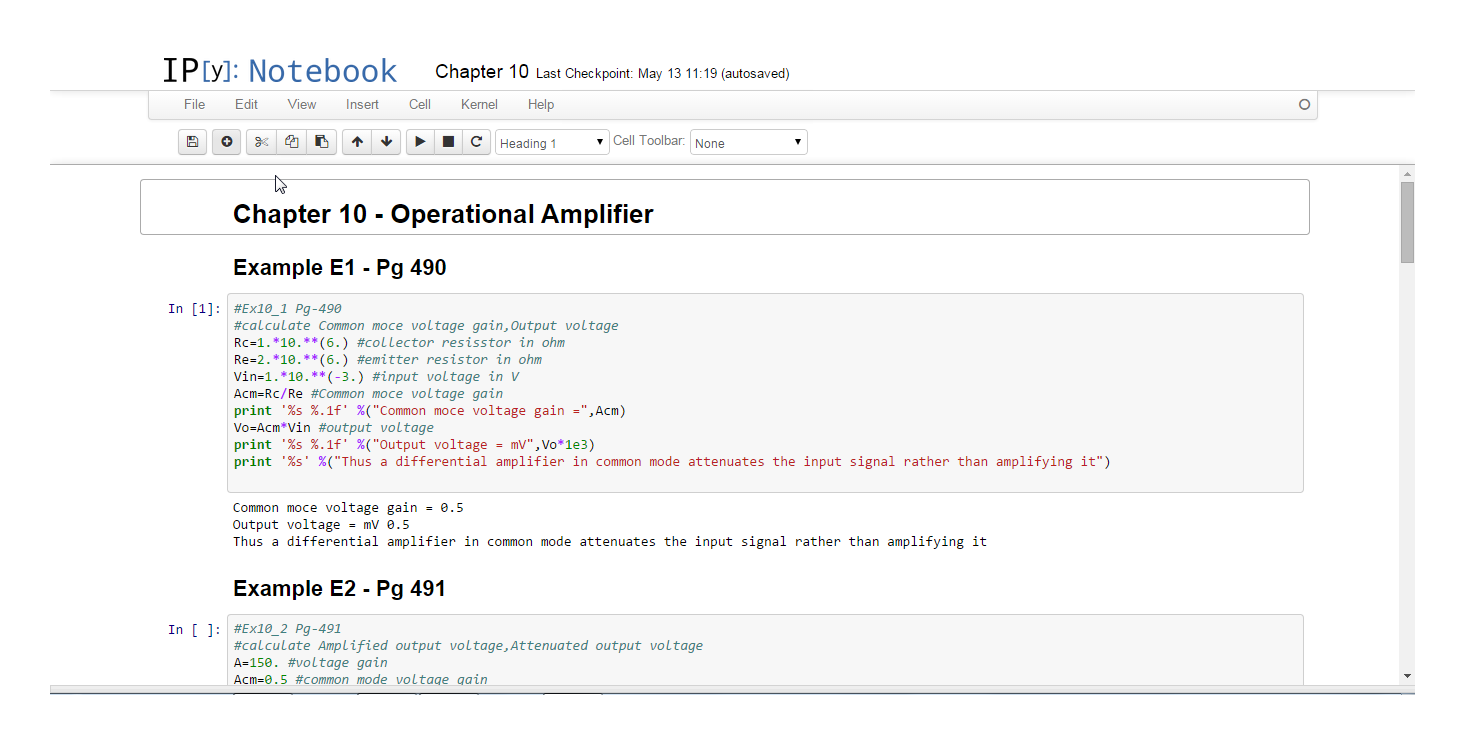 IP[y]: Notebook Chapter 10 Last Checkpoint: May 13 11:19 (autosaved)
File Edit View Insert Cell Kernel Help
Heading 1 Cell Toolbar: None
Chapter 10 - Operational Amplifier
Example E1 - Pg 490
In [1]: #Ex10_1 Pg-490
#calculate Common moce voltage gain,Output voltage
Rc=1.*10.**(6.) #collector resisstor in ohm
Re=2.*10.**(6.) #emitter resistor in ohm
Vin=1.*10.**(-3.) #input voltage in V
Acm=Rc/Re #Common moce voltage gain
print '%s %.1f' %("Common moce voltage gain =",Acm)
Vo=Acm*Vin #output voltage
print '%s %.1f' %("Output voltage = mV",Vo*1e3)
print '%s' %("Thus a differential amplifier in common mode attenuates the input signal rather than amplifying it")
Common moce voltage gain = 0.5
Output voltage = mV 0.5
Thus a differential amplifier in common mode attenuates the input signal rather than amplifying it
Example E2 - Pg 491
In [ ]: #Ex10_2 Pg-491
#calculate Amplified output voltage,Attenuated output voltage
A=150. #voltage gain
Acm=0.5 #common mode voltage gain